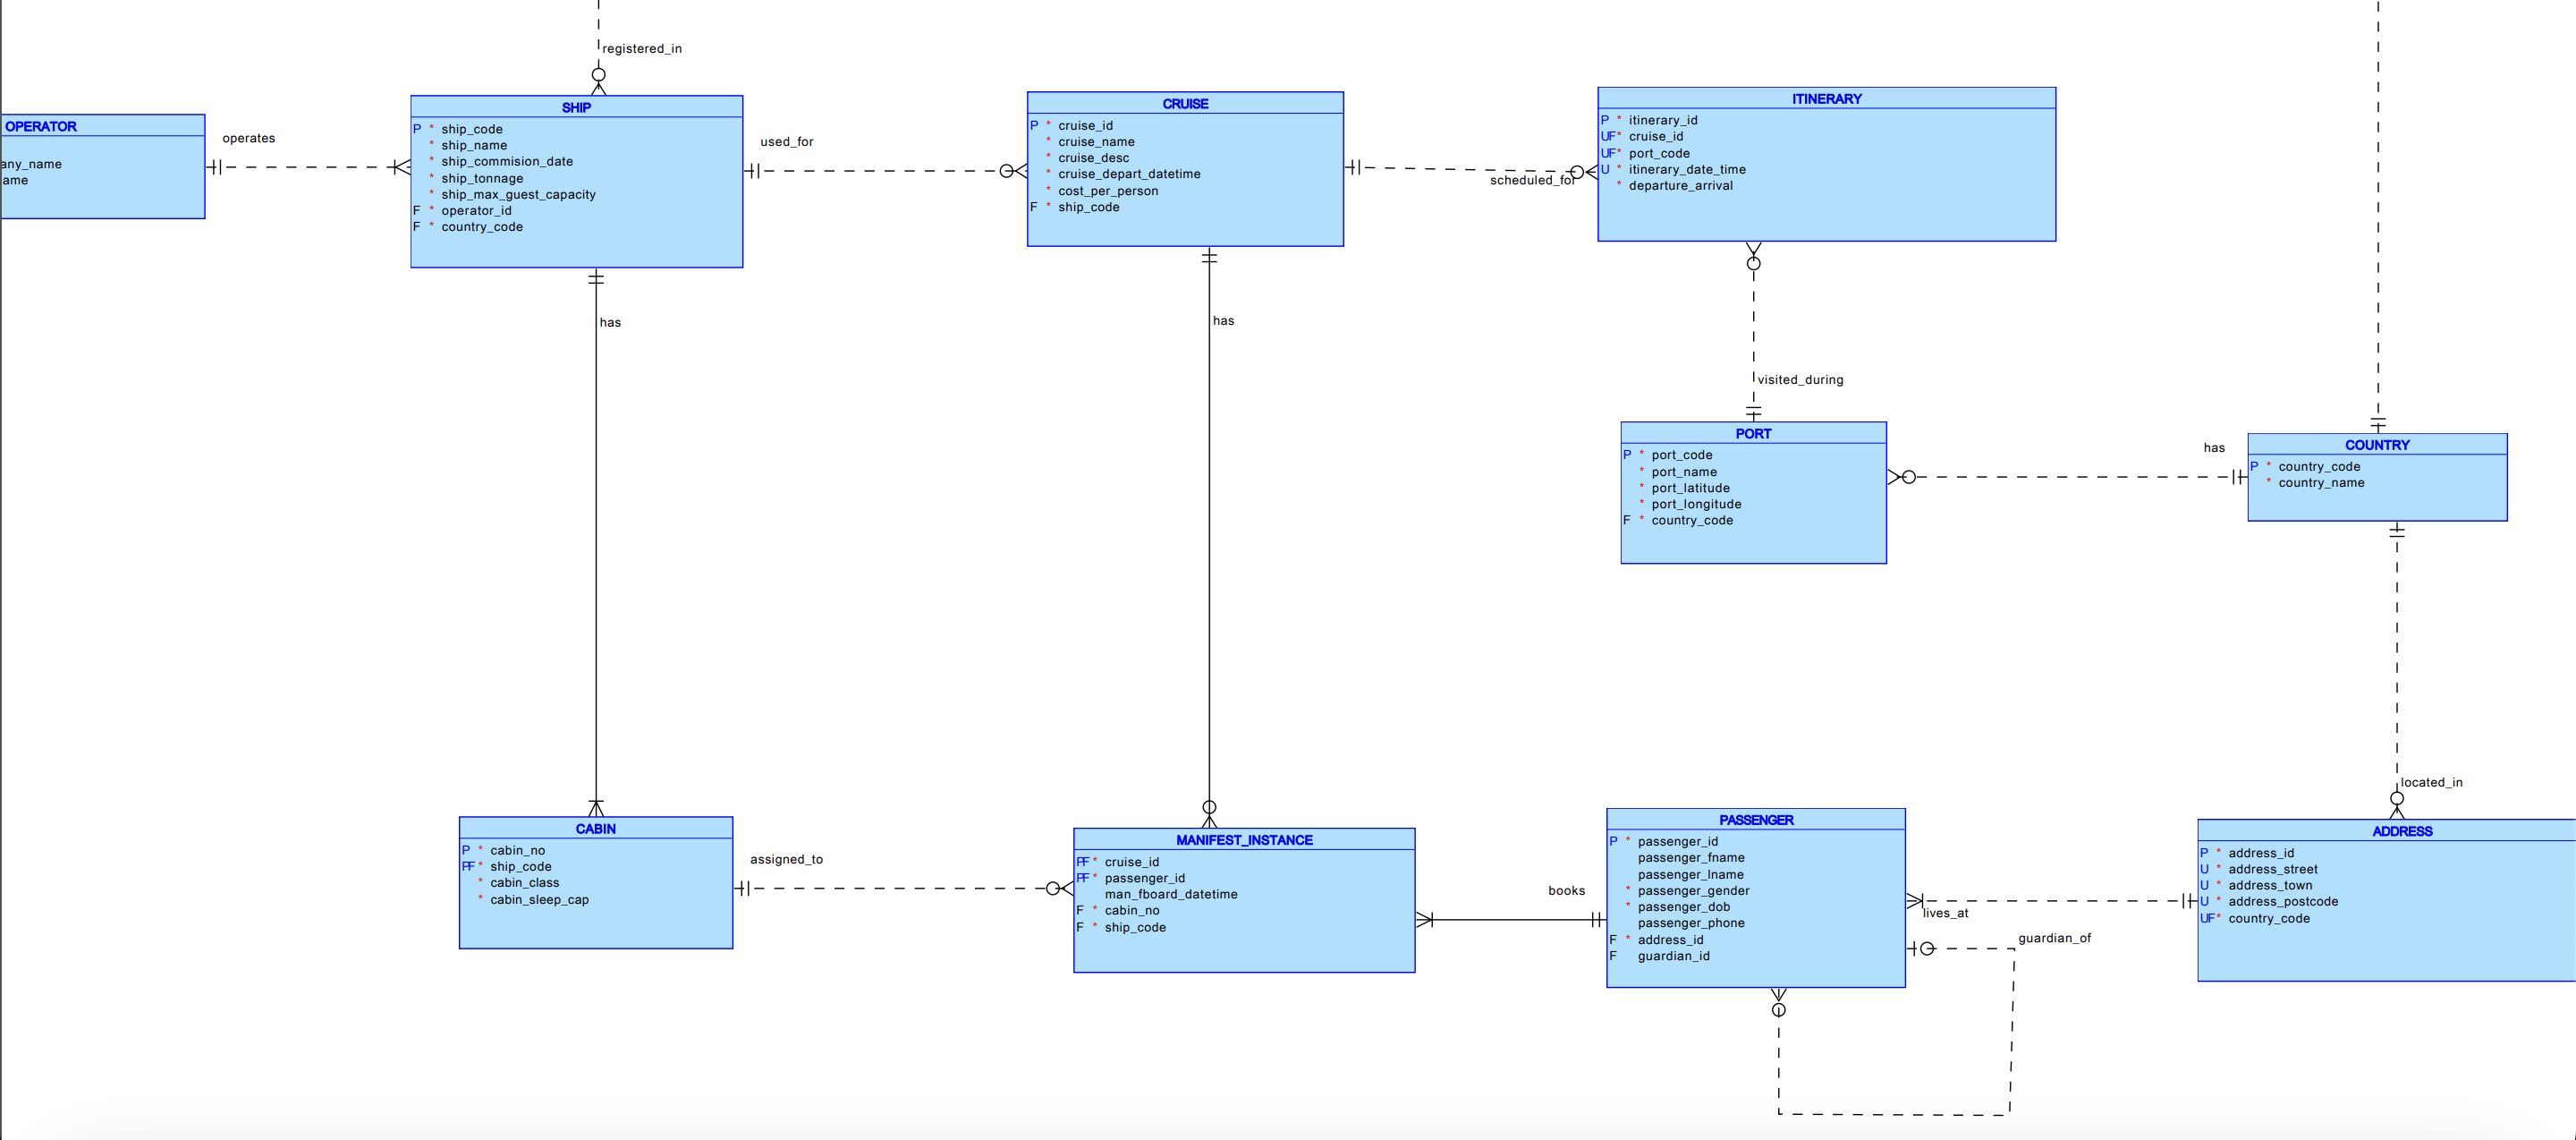 registered_in
OPERATOR
any_name
ame
operates
SHIP
P * ship_code
* ship_name
* ship_commision_date
* ship_tonnage
* ship_max_guest_capacity
F * operator_id
F * country_code
used_for
CRUISE
P * cruise_id
* cruise_name
* cruise_desc
* cruise_depart_datetime
* cost_per_person
F * ship_code
scheduled_for
ITINERARY
P * itinerary_id
UF* cruise_id
UF* port_code
U * itinerary_date_time
* departure_arrival
has
has
visited_during
PORT
P * port_code
* port_name
* port_latitude
* port_longitude
F * country_code
has
COUNTRY
P * country_code
* country_name
located_in
CABIN
P * cabin_no
PF * ship_code
* cabin_class
* cabin_sleep_cap
assigned_to
MANIFEST_INSTANCE
PF * cruise_id
PF * passenger_id
man_fboard_datetime
F * cabin_no
F * ship_code
books
PASSENGER
P * passenger_id
passenger_fname
passenger_lname
* passenger_gender
* passenger_dob
passenger_phone
F * address_id
F guardian_id
lives_at
guardian_of
ADDRESS
P * address_id
U * address_street
U * address_town
U * address_postcode
UF* country_code